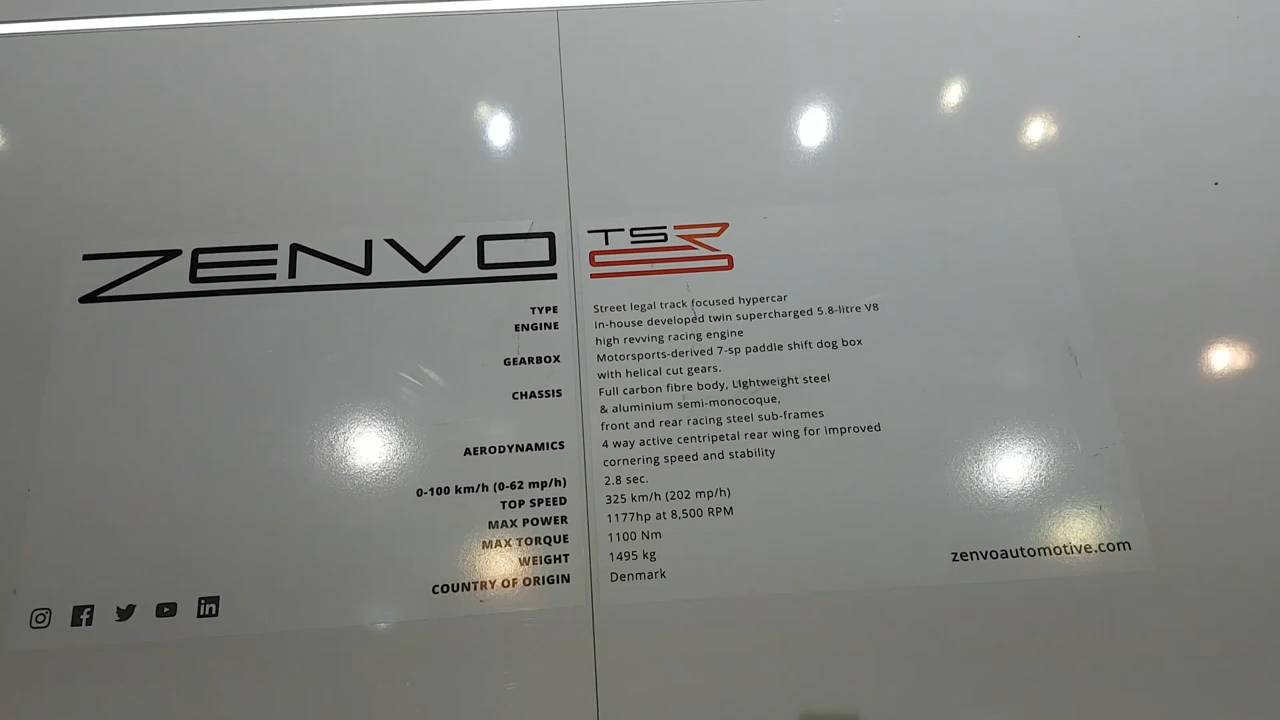 ZENVO TSR S
TYPE Street legal track focused hypercar
ENGINE In-house developed twin supercharged 5.8-litre V8
high revving racing engine
GEARBOX Motorsports-derived 7-sp paddle shift dog box
with helical cut gears.
CHASSIS Full carbon fibre body, Lightweight steel
& aluminium semi-monocoque,
front and rear racing steel sub-frames
AERODYNAMICS 4 way active centripetal rear wing for improved
cornering speed and stability
0-100 km/h (0-62 mp/h) 2.8 sec.
TOP SPEED 325 km/h (202 mp/h)
MAX POWER 1177hp at 8,500 RPM
MAX TORQUE 1100 Nm
WEIGHT 1495 kg
COUNTRY OF ORIGIN Denmark
zenvoautomotive.com